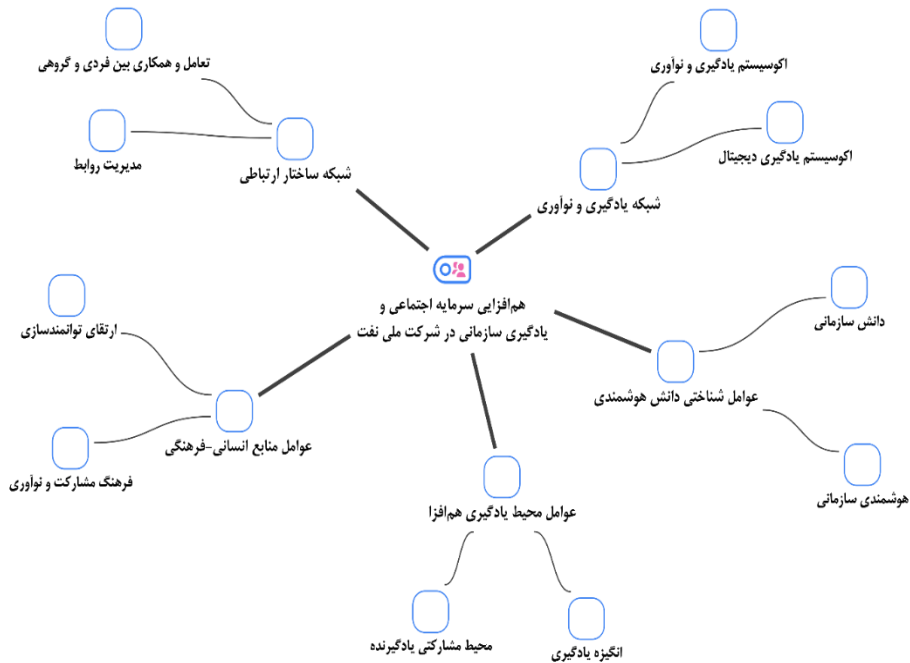 اکوسیستم یادگیری و نوآوری
تعامل و همکاری بین فردی و گروهی
اکوسیستم یادگیری دیجیتال
مدیریت روابط
شبکه ساختار ارتباطی
شبکه یادگیری و نوآوری
هم‌افزایی سرمایه اجتماعی و
یادگیری سازمانی در شرکت ملی نفت
دانش سازمانی
ارتقای توانمندسازی
عوامل شناختی دانش هوشمندی
عوامل منابع انسانی-فرهنگی
فرهنگ مشارکت و نوآوری
هوشمندی سازمانی
عوامل محیط یادگیری هم‌افزا
محیط مشارکتی یادگیرنده
انگیزه یادگیری